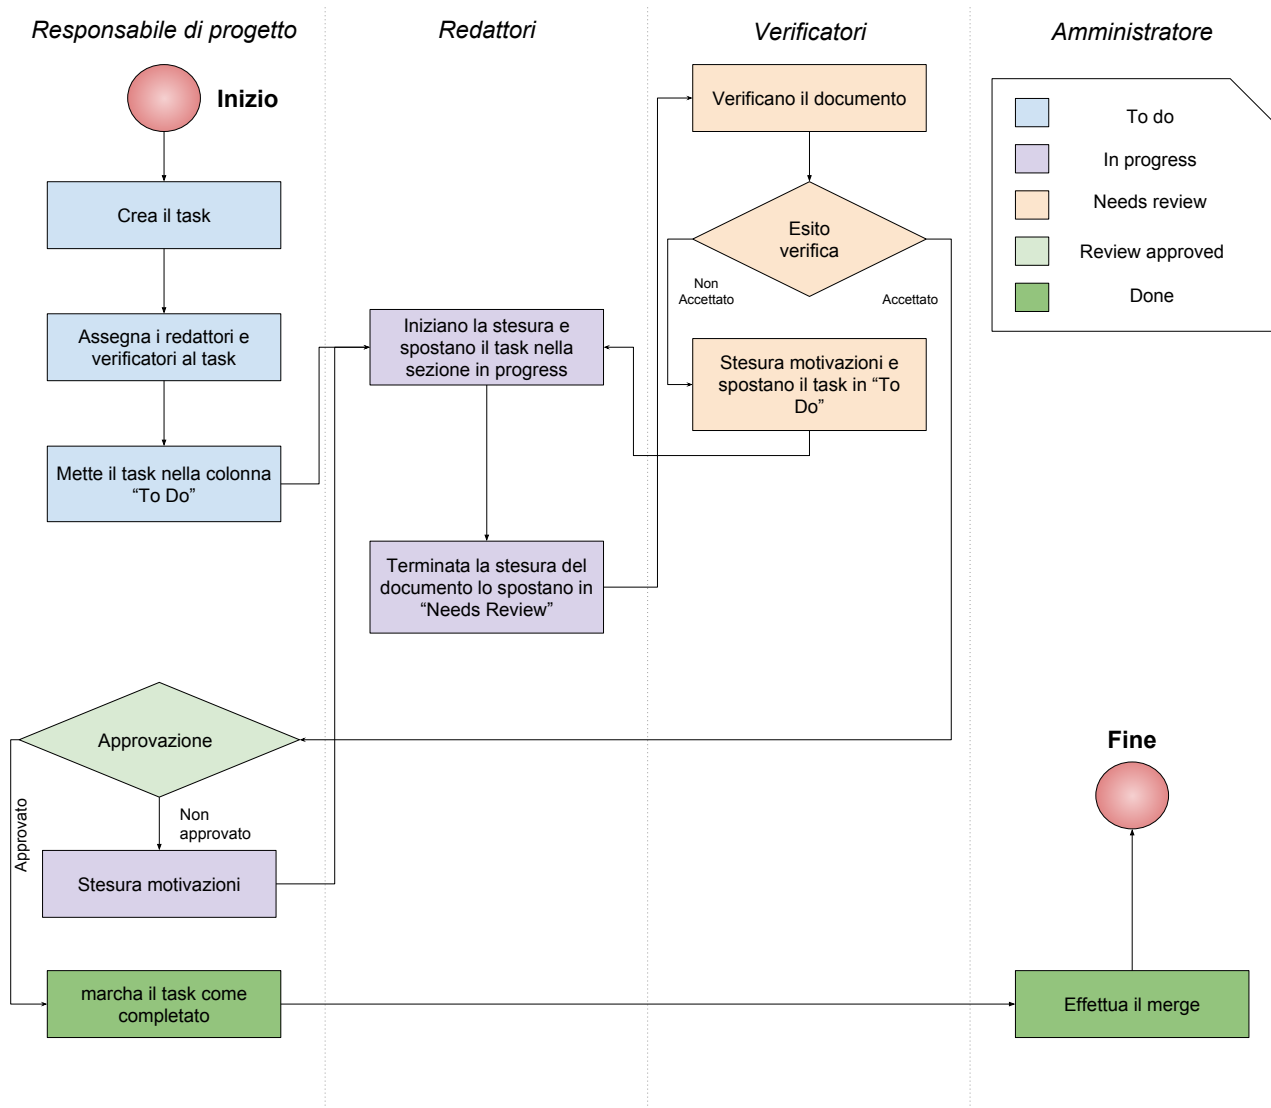 Responsabile di progetto
Redattori
Verificatori
Amministratore
Inizio
Crea il task
Assegna i redattori e
verificatori al task
Mette il task nella colonna
“To Do”
Iniziano la stesura e
spostano il task nella
sezione in progress
Terminata la stesura del
documento lo spostano in
“Needs Review”
Verificano il documento
Esito
verifica
Non
Accettato
Accettato
Stesura motivazioni e
spostano il task in “To
Do”
To do
In progress
Needs review
Review approved
Done
Approvazione
Approvato
Non
approvato
Stesura motivazioni
marcha il task come
completato
Effettua il merge
Fine